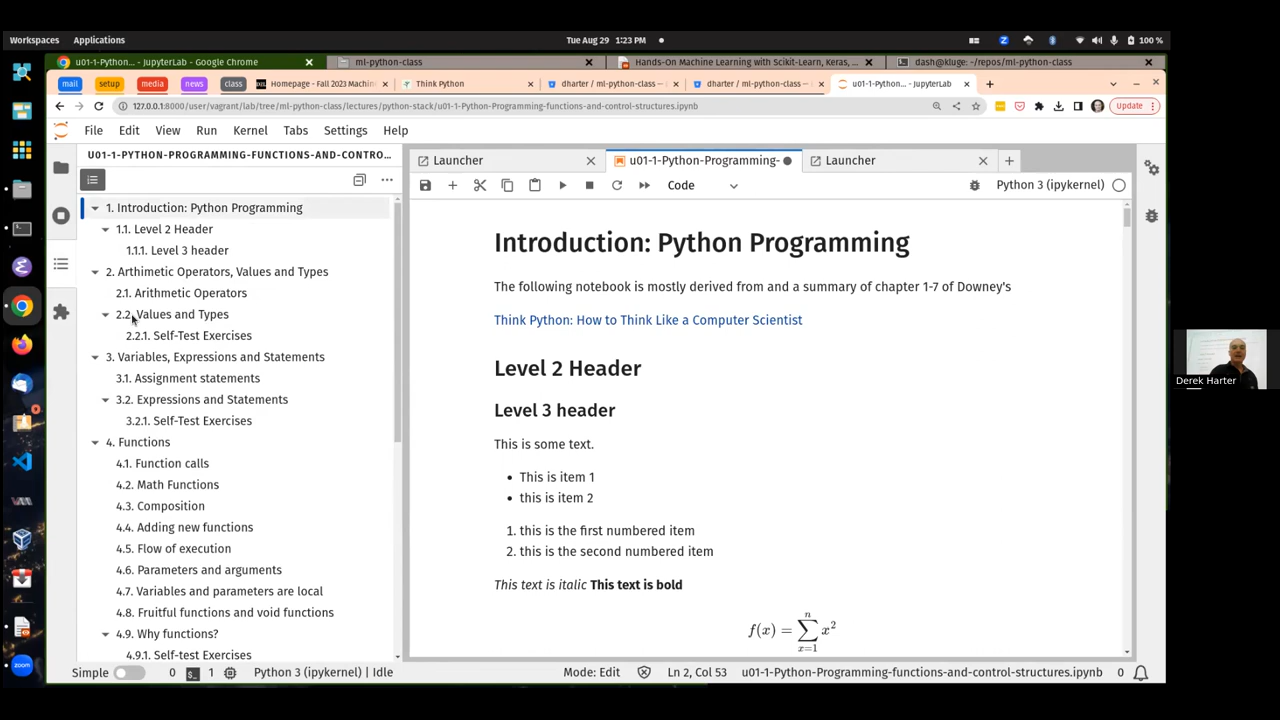 Workspaces Applications Tue Aug 29 1:23 PM 100 %
u01-1-Python... - JupyterLab - Google Chrome ml-python-class Hands-On Machine Learning with Scikit-Learn, Keras, ... dash@kluge: ~/repos/ml-python-class
mail setup media news class Homepage - Fall 2023 Machin Think Python dharter / ml-python-class — dharter / ml-python-class — u01-1-Python... - JupyterLab
127.0.0.1:8000/user/vagrant/lab/tree/ml-python-class/lectures/python-stack/u01-1-Python-Programming-functions-and-control-structures.ipynb Update
File Edit View Run Kernel Tabs Settings Help
U01-1-PYTHON-PROGRAMMING-FUNCTIONS-AND-CONTRO...
1. Introduction: Python Programming
1.1. Level 2 Header
1.1.1. Level 3 header
2. Arthimetic Operators, Values and Types
2.1. Arithmetic Operators
2.2. Values and Types
2.2.1. Self-Test Exercises
3. Variables, Expressions and Statements
3.1. Assignment statements
3.2. Expressions and Statements
3.2.1. Self-Test Exercises
4. Functions
4.1. Function calls
4.2. Math Functions
4.3. Composition
4.4. Adding new functions
4.5. Flow of execution
4.6. Parameters and arguments
4.7. Variables and parameters are local
4.8. Fruitful functions and void functions
4.9. Why functions?
4.9.1. Self-test Exercises
Launcher u01-1-Python-Programming- Launcher
Code Python 3 (ipykernel)
Introduction: Python Programming
The following notebook is mostly derived from and a summary of chapter 1-7 of Downey's
Think Python: How to Think Like a Computer Scientist
Level 2 Header
Level 3 header
This is some text.
• This is item 1
• this is item 2
1. this is the first numbered item
2. this is the second numbered item
This text is italic This text is bold
f(x) = ∑_{x=1}^{n} x²
Simple 0 1 Python 3 (ipykernel) | Idle Mode: Edit Ln 2, Col 53 u01-1-Python-Programming-functions-and-control-structures.ipynb 0
Derek Harter
zoom